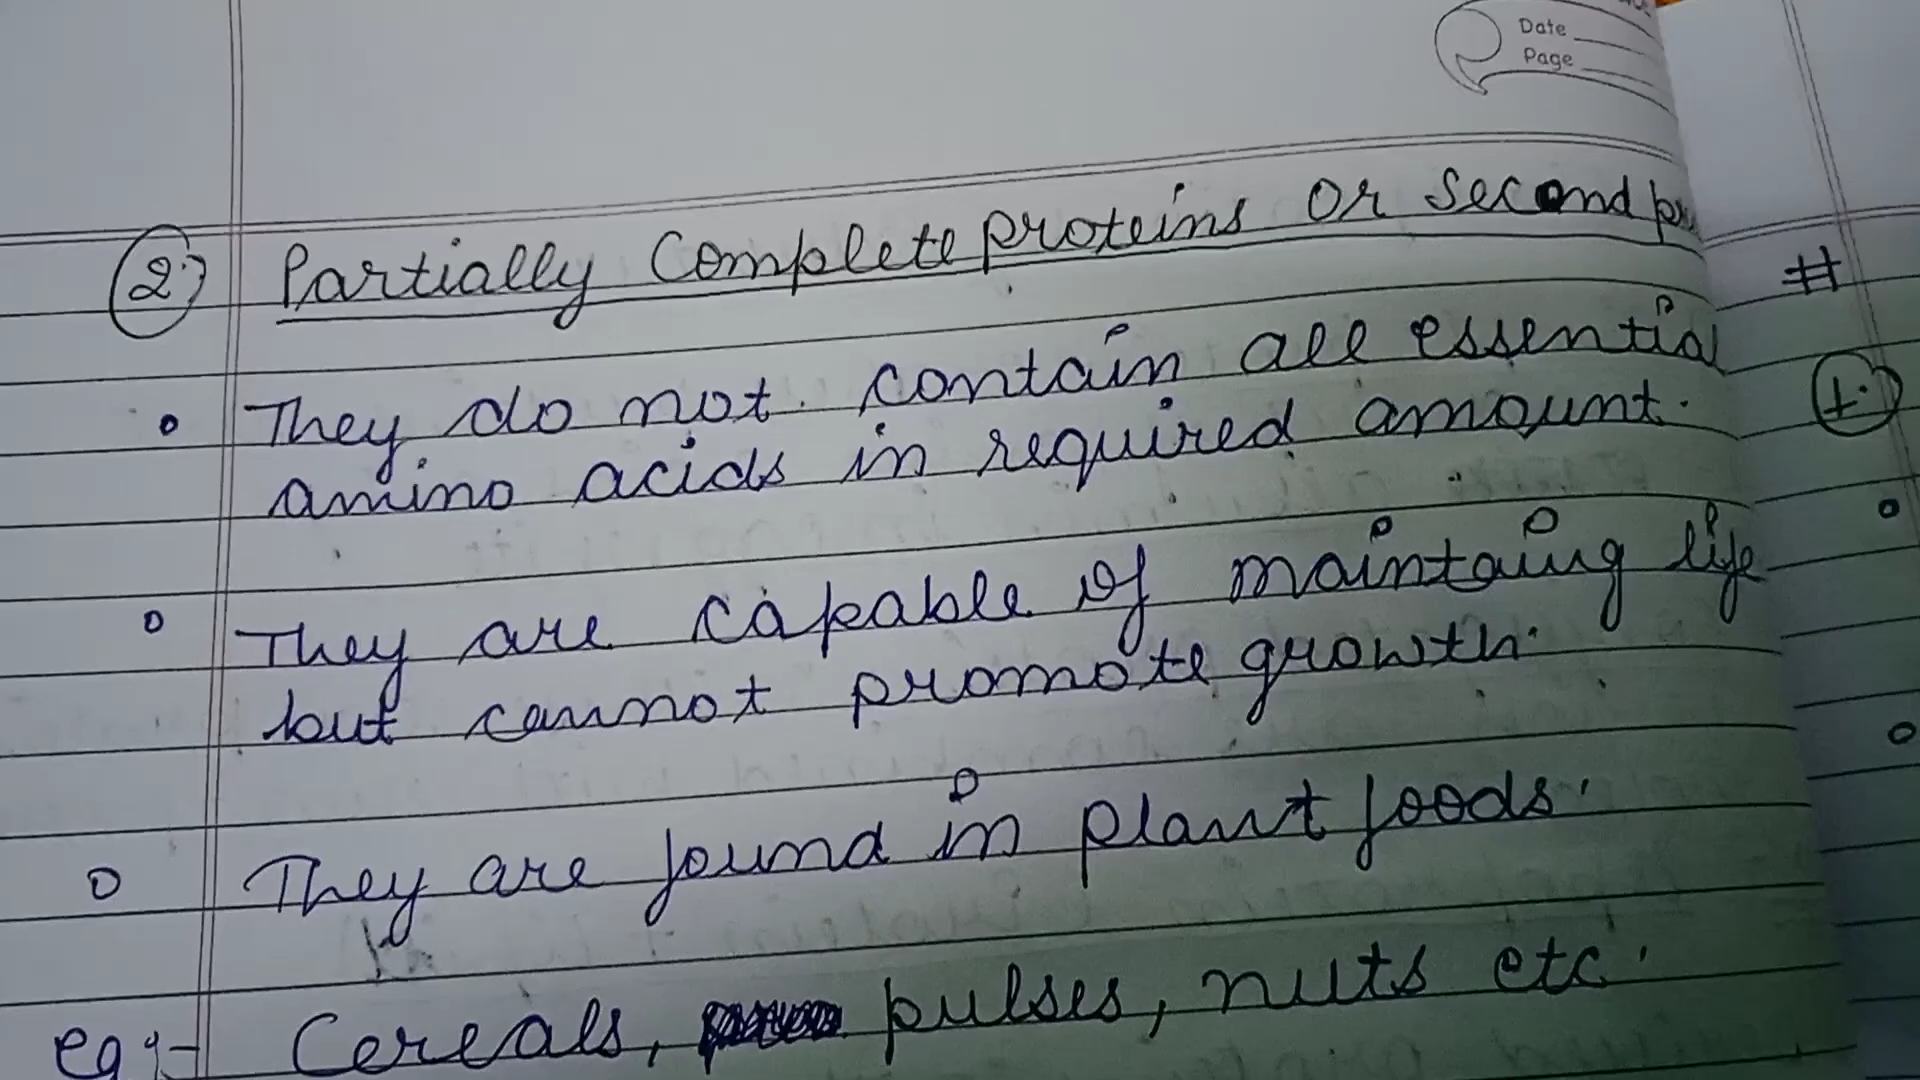 Date
Page
2.) Partially Complete proteins or second
• They do not contain all essential
amino acids in required amount.
• They are capable of maintaing life
but cannot promote growth.
• They are found in plant foods.
eg:- Cereals, pulses, nuts etc.
#
1.)